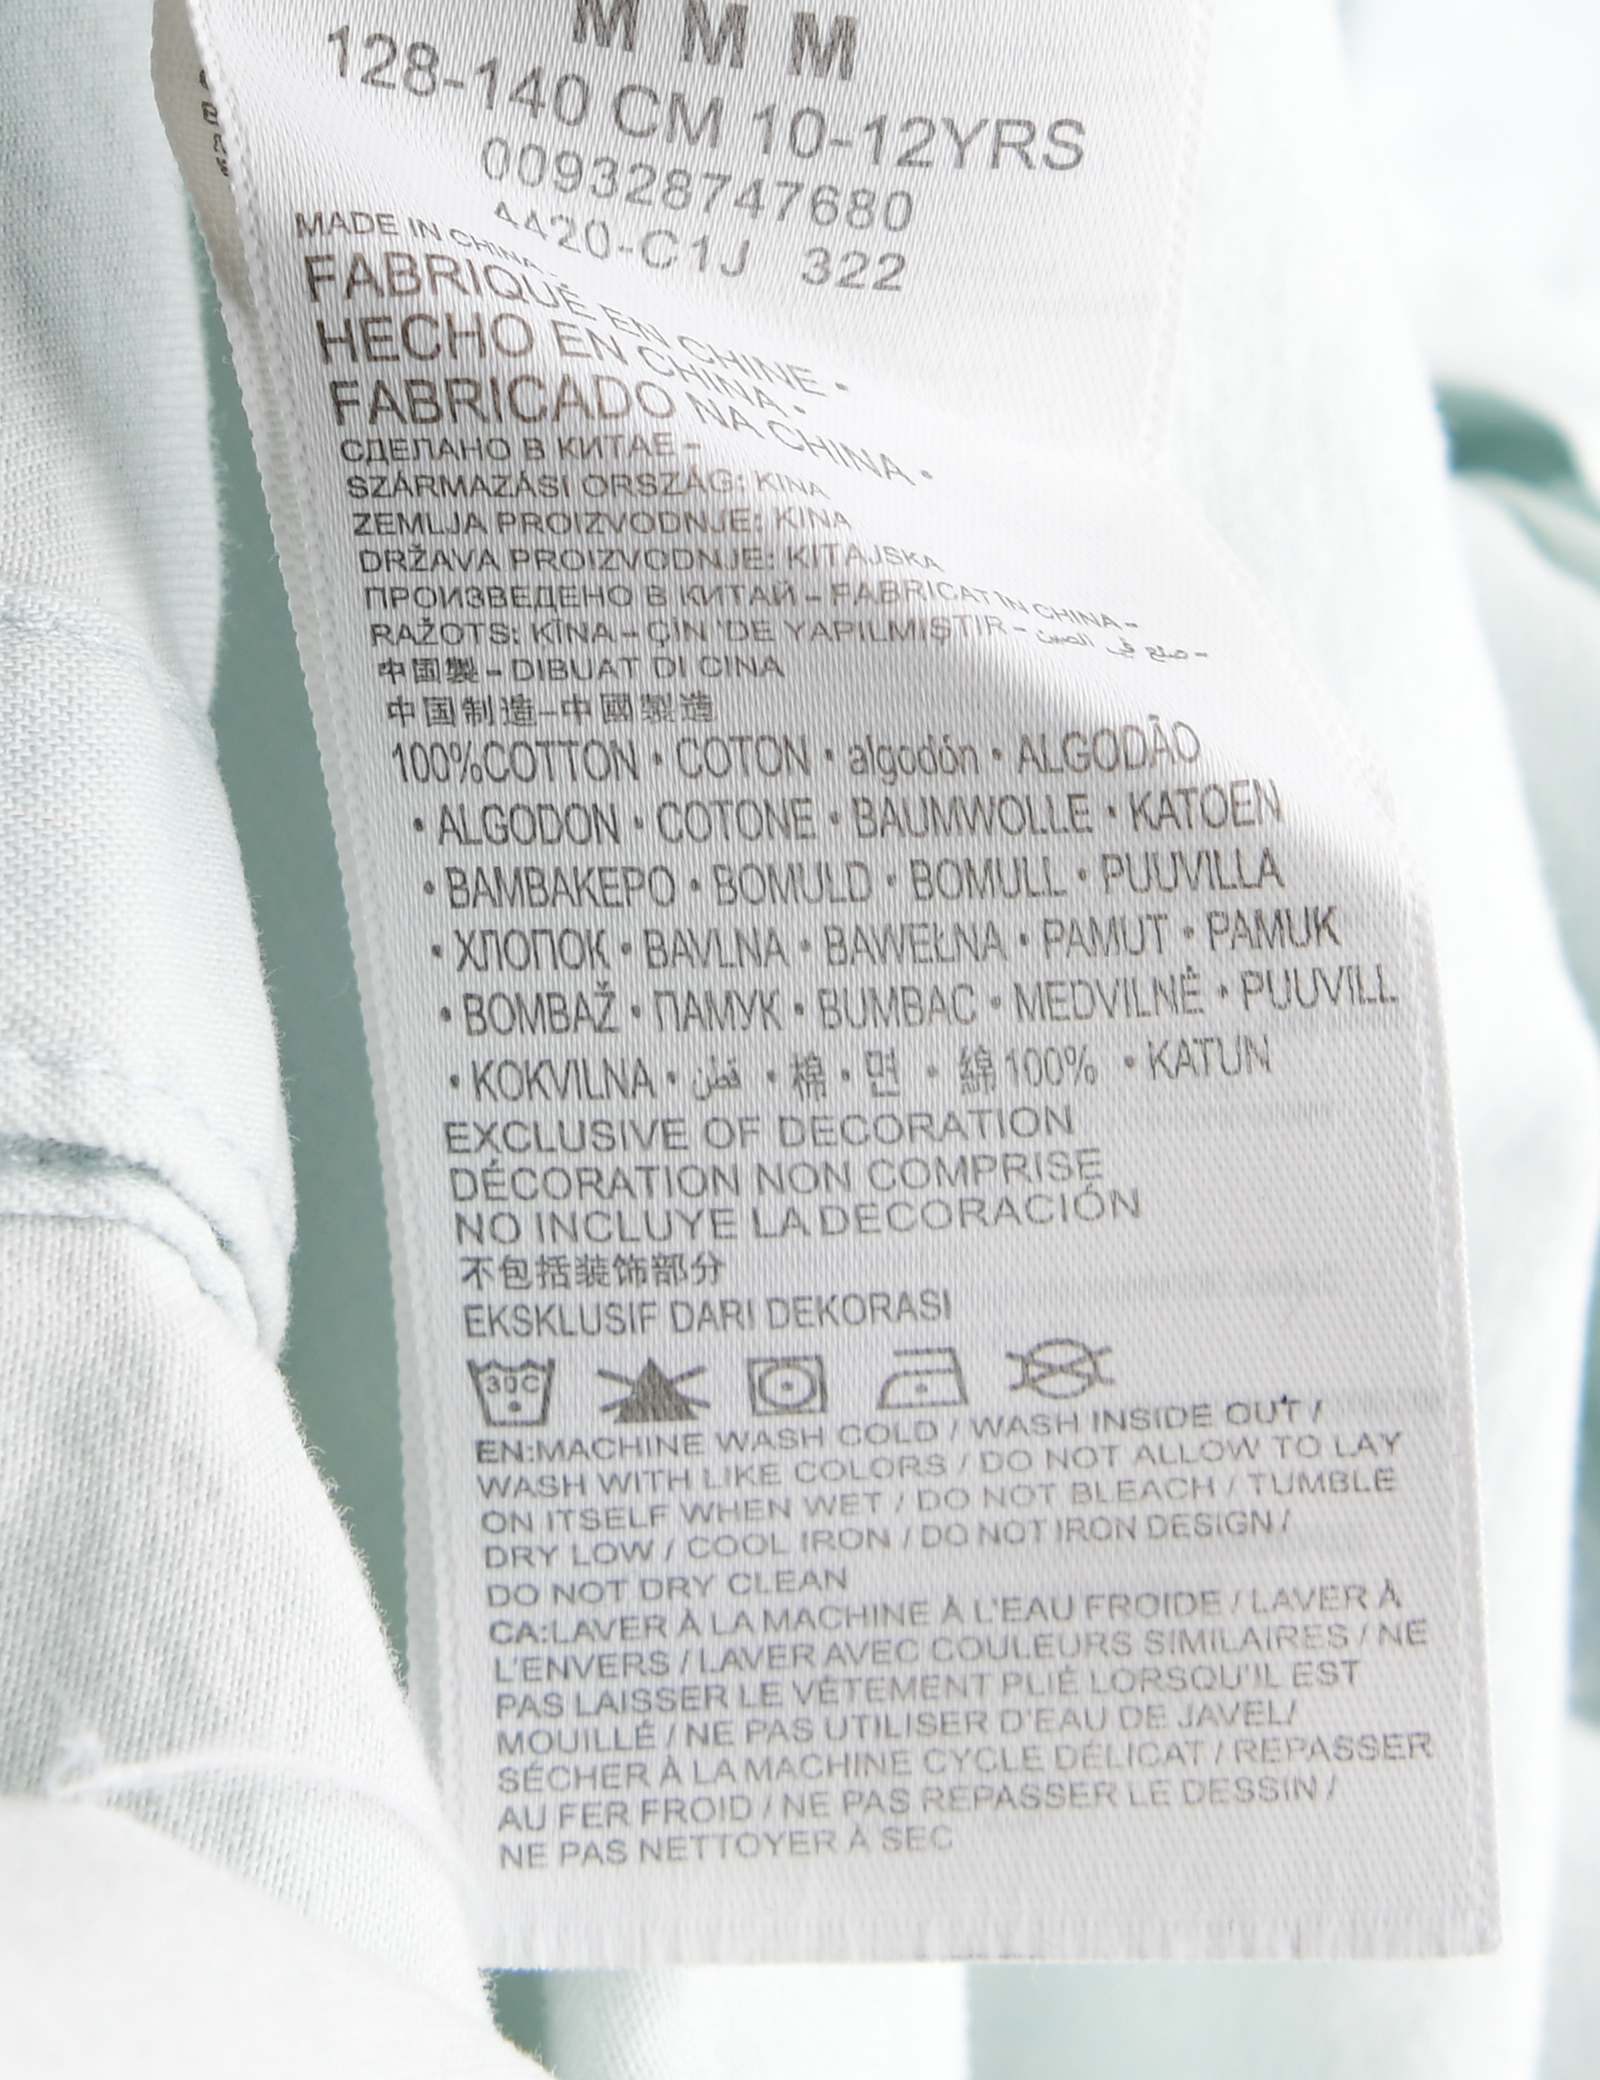 M M M
128-140 CM 10-12YRS
009328747680
4420-C1J 322
MADE IN CHINA -
FABRIQUÉ EN CHINE •
HECHO EN CHINA •
FABRICADO NA CHINA •
СДЕЛАНО В КИТАЕ -
SZÁRMAZÁSI ORSZÁG: KÍNA
ZEMLJA PROIZVODNJE: KINA
DRŽAVA PROIZVODNJE: KITAJSKA
ПРОИЗВЕДЕНО В КИТАЙ - FABRICAT IN CHINA -
RAŽOTS: ĶĪNA - ÇİN 'DE YAPILMIŞTIR - صنع في الصين -
中国製 - DIBUAT DI CINA
中国制造-中國製造
100%COTTON • COTON • algodón • ALGODÃO
• ALGODON • COTONE • BAUMWOLLE • KATOEN
• BAMBAKEPO • BOMULD • BOMULL • PUUVILLA
• ХЛОПОК • BAVLNA • BAWEŁNA • PAMUT • PAMUK
• BOMBAŽ • ПАМУК • BUMBAC • MEDVILNĖ • PUUVILL
• KOKVILNA • قطن • 棉 • 면 • 綿100% • KATUN
EXCLUSIVE OF DECORATION
DÉCORATION NON COMPRISE
NO INCLUYE LA DECORACIÓN
不包括装饰部分
EKSKLUSIF DARI DEKORASI
30C
EN:MACHINE WASH COLD / WASH INSIDE OUT /
WASH WITH LIKE COLORS / DO NOT ALLOW TO LAY
ON ITSELF WHEN WET / DO NOT BLEACH / TUMBLE
DRY LOW / COOL IRON / DO NOT IRON DESIGN /
DO NOT DRY CLEAN
CA:LAVER À LA MACHINE À L'EAU FROIDE / LAVER À
L'ENVERS / LAVER AVEC COULEURS SIMILAIRES / NE
PAS LAISSER LE VÊTEMENT PLIÉ LORSQU'IL EST
MOUILLÉ / NE PAS UTILISER D'EAU DE JAVEL/
SÉCHER À LA MACHINE CYCLE DÉLICAT / REPASSER
AU FER FROID / NE PAS REPASSER LE DESSIN /
NE PAS NETTOYER À SEC